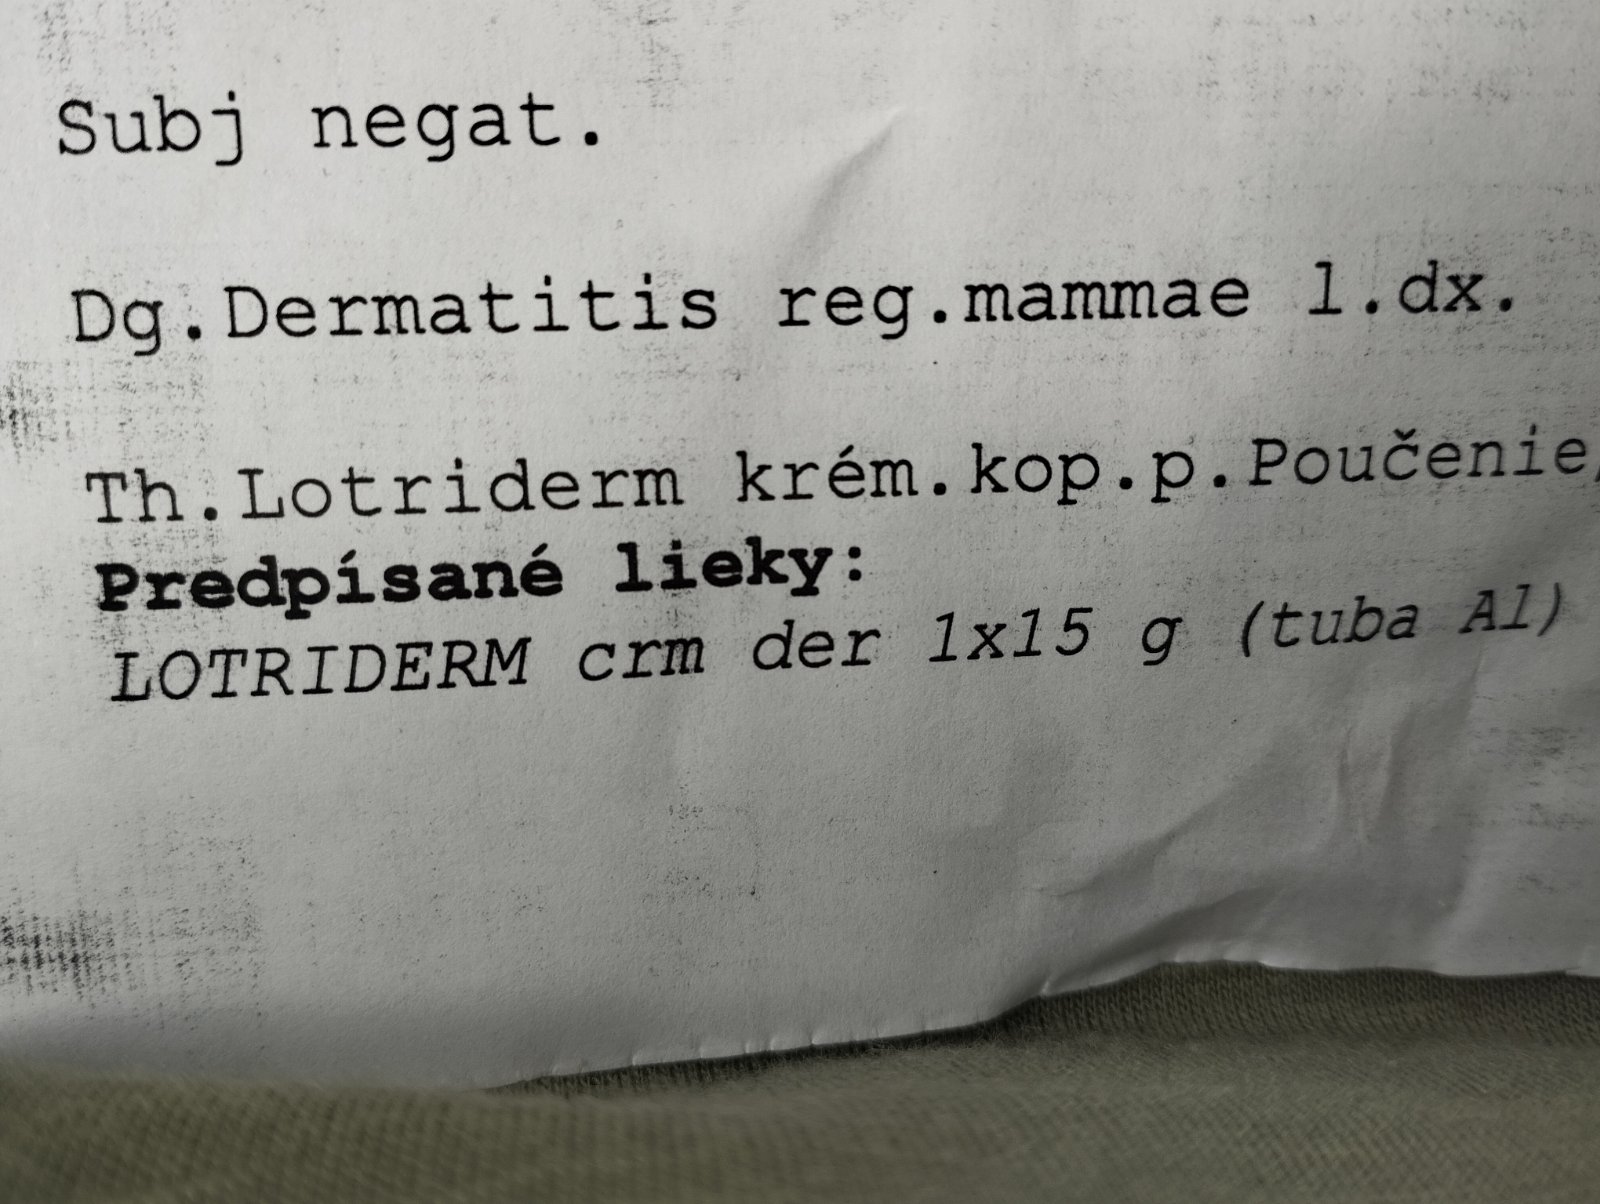 Subj negat.
Dg.Dermatitis reg.mammae l.dx.
Th.Lotriderm krém.kop.p.Poučenie,
Predpísané lieky:
LOTRIDERM crm der 1x15 g (tuba Al)